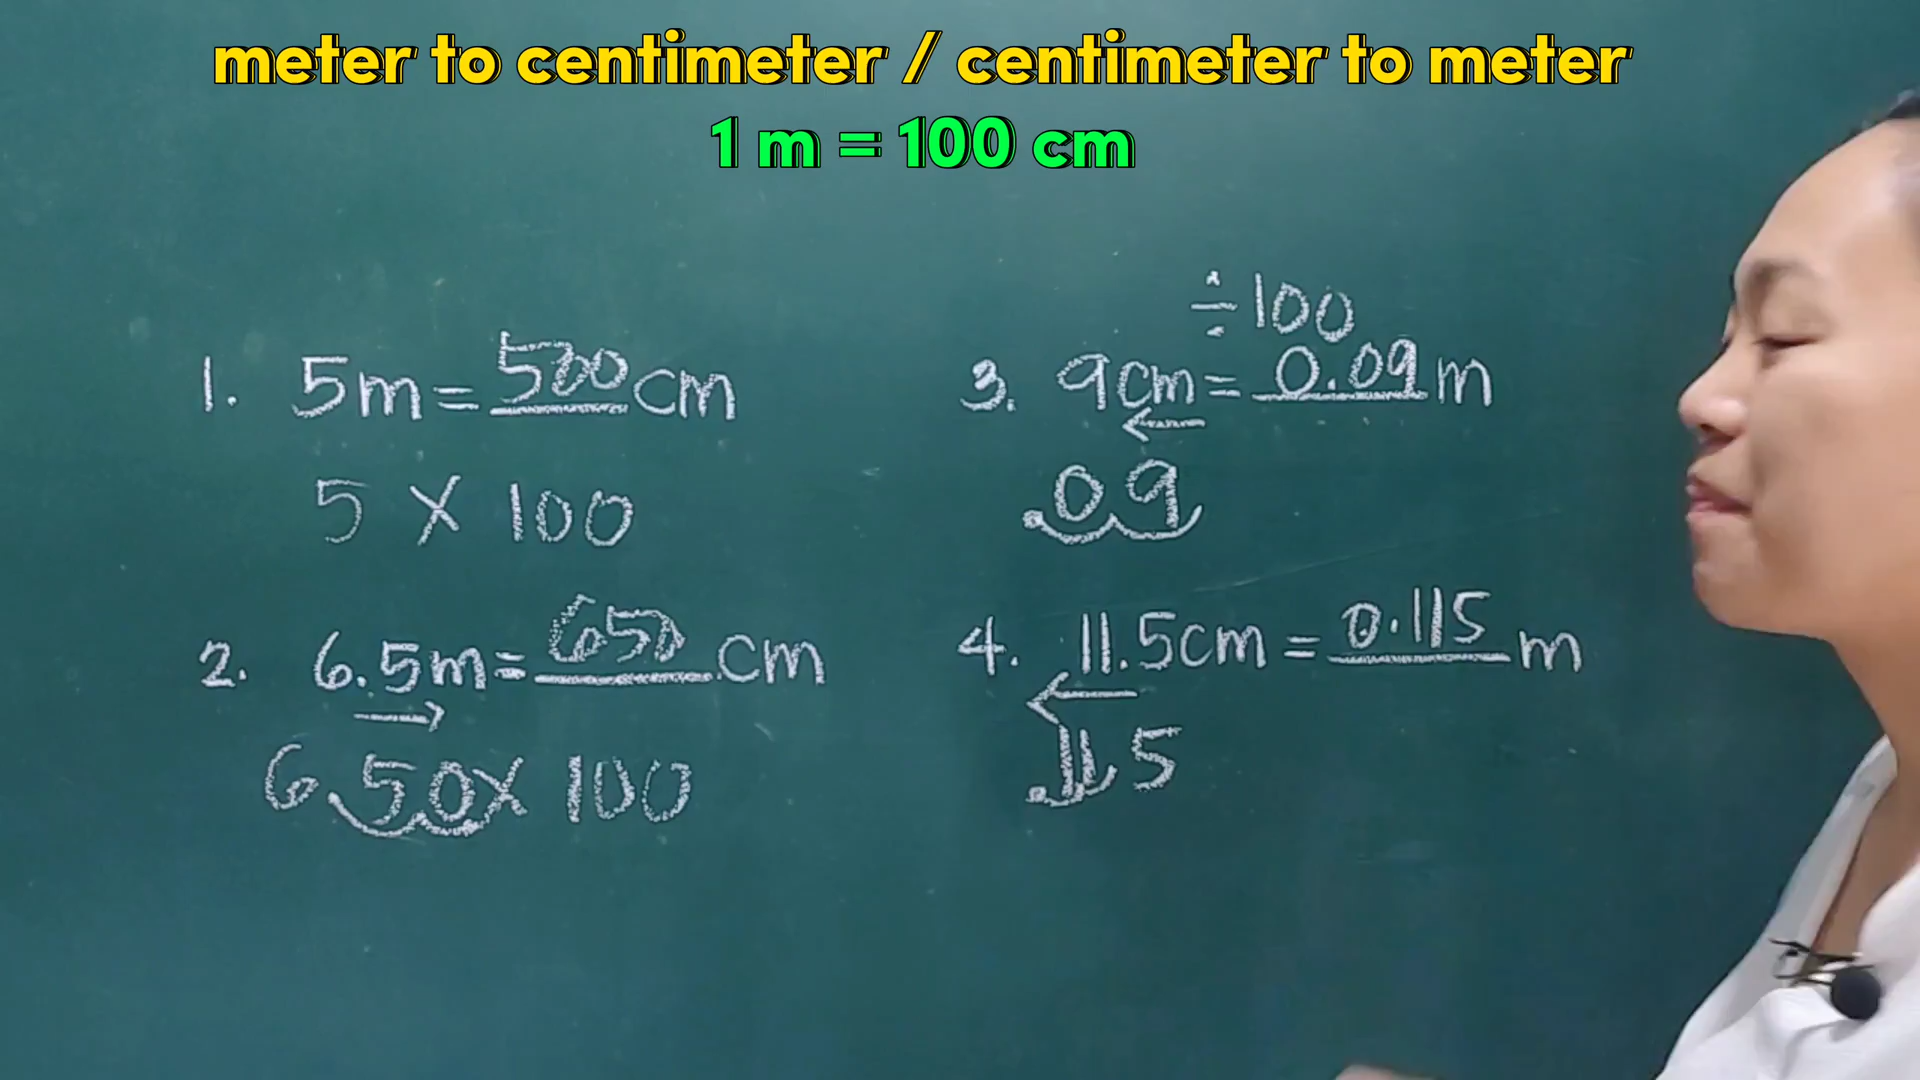 meter to centimeter / centimeter to meter
1 m = 100 cm
1. 5m = 500 cm
5 X 100
2. 6.5m = 650 cm
6.50 X 100
÷100
3. 9cm = 0.09 m
.09
4. 11.5cm = 0.115 m
.115